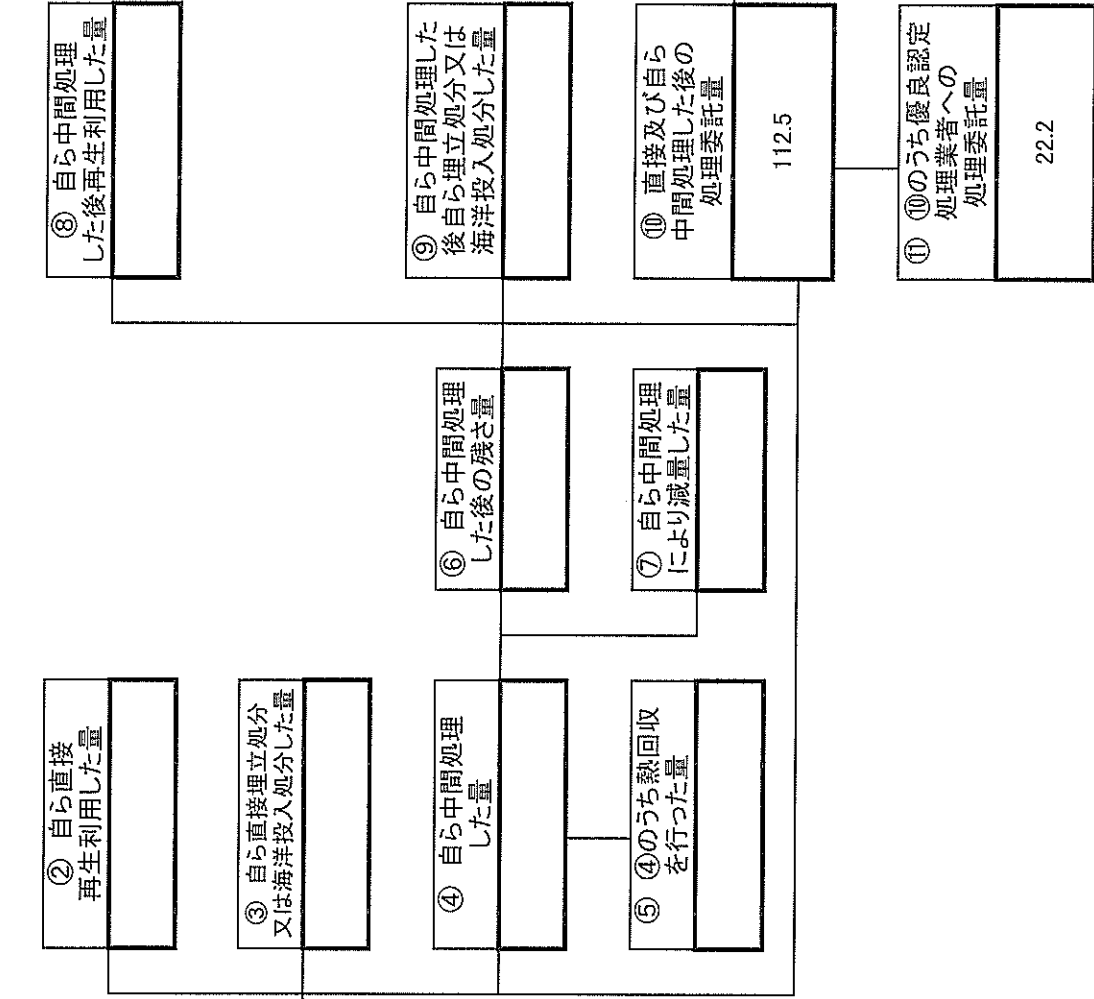 ② 自ら直接
再生利用した量
③ 自ら直接埋立処分
又は海洋投入処分した量
④ 自ら中間処理
した量
⑤ ④のうち熱回収
を行った量
⑥ 自ら中間処理
した後の残さ量
⑦ 自ら中間処理
により減量した量
⑧ 自ら中間処理
した後再生利用した量
⑨ 自ら中間処理した
後自ら埋立処分又は
海洋投入処分した量
⑩ 直接及び自ら
中間処理した後の
処理委託量
112.5
⑪ ⑩のうち優良認定
処理業者への
処理委託量
22.2